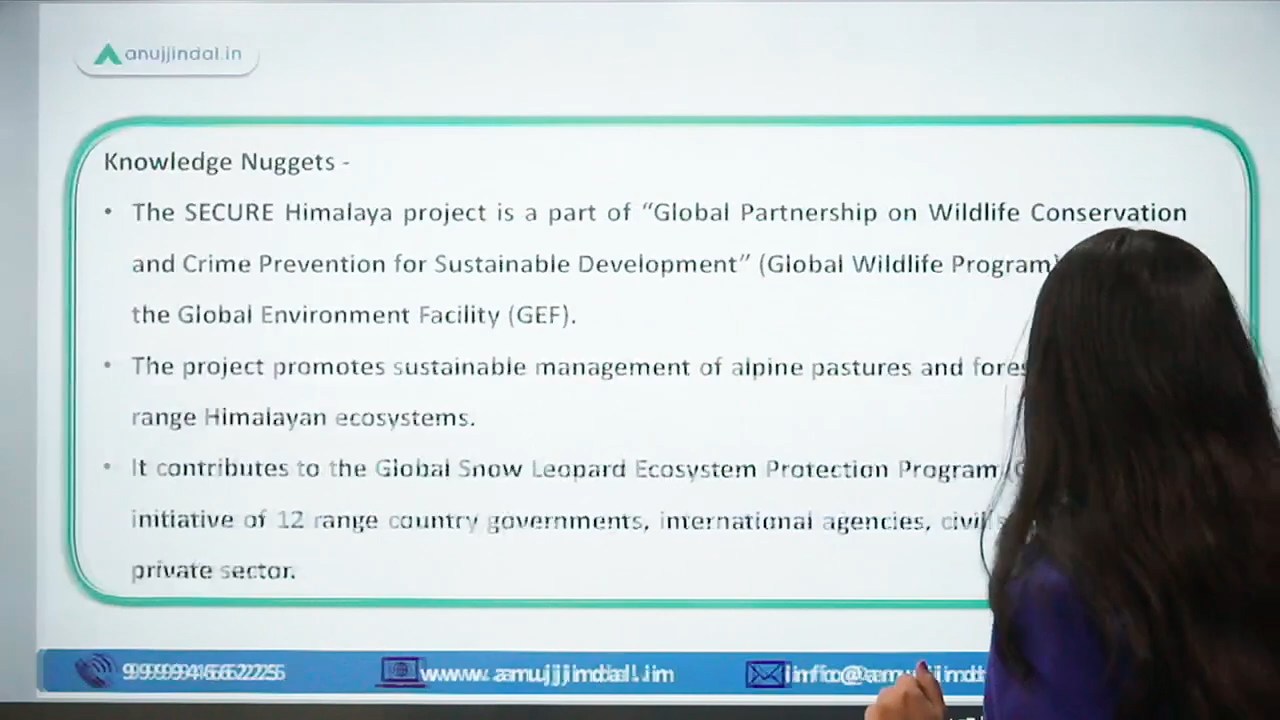 anujjindal.in
Knowledge Nuggets -
• The SECURE Himalaya project is a part of “Global Partnership on Wildlife Conservation
and Crime Prevention for Sustainable Development” (Global Wildlife Program)
the Global Environment Facility (GEF).
• The project promotes sustainable management of alpine pastures and
range Himalayan ecosystems.
• It contributes to the Global Snow Leopard Ecosystem Protection Program
initiative of 12 range country governments, international agencies, civil
private sector.